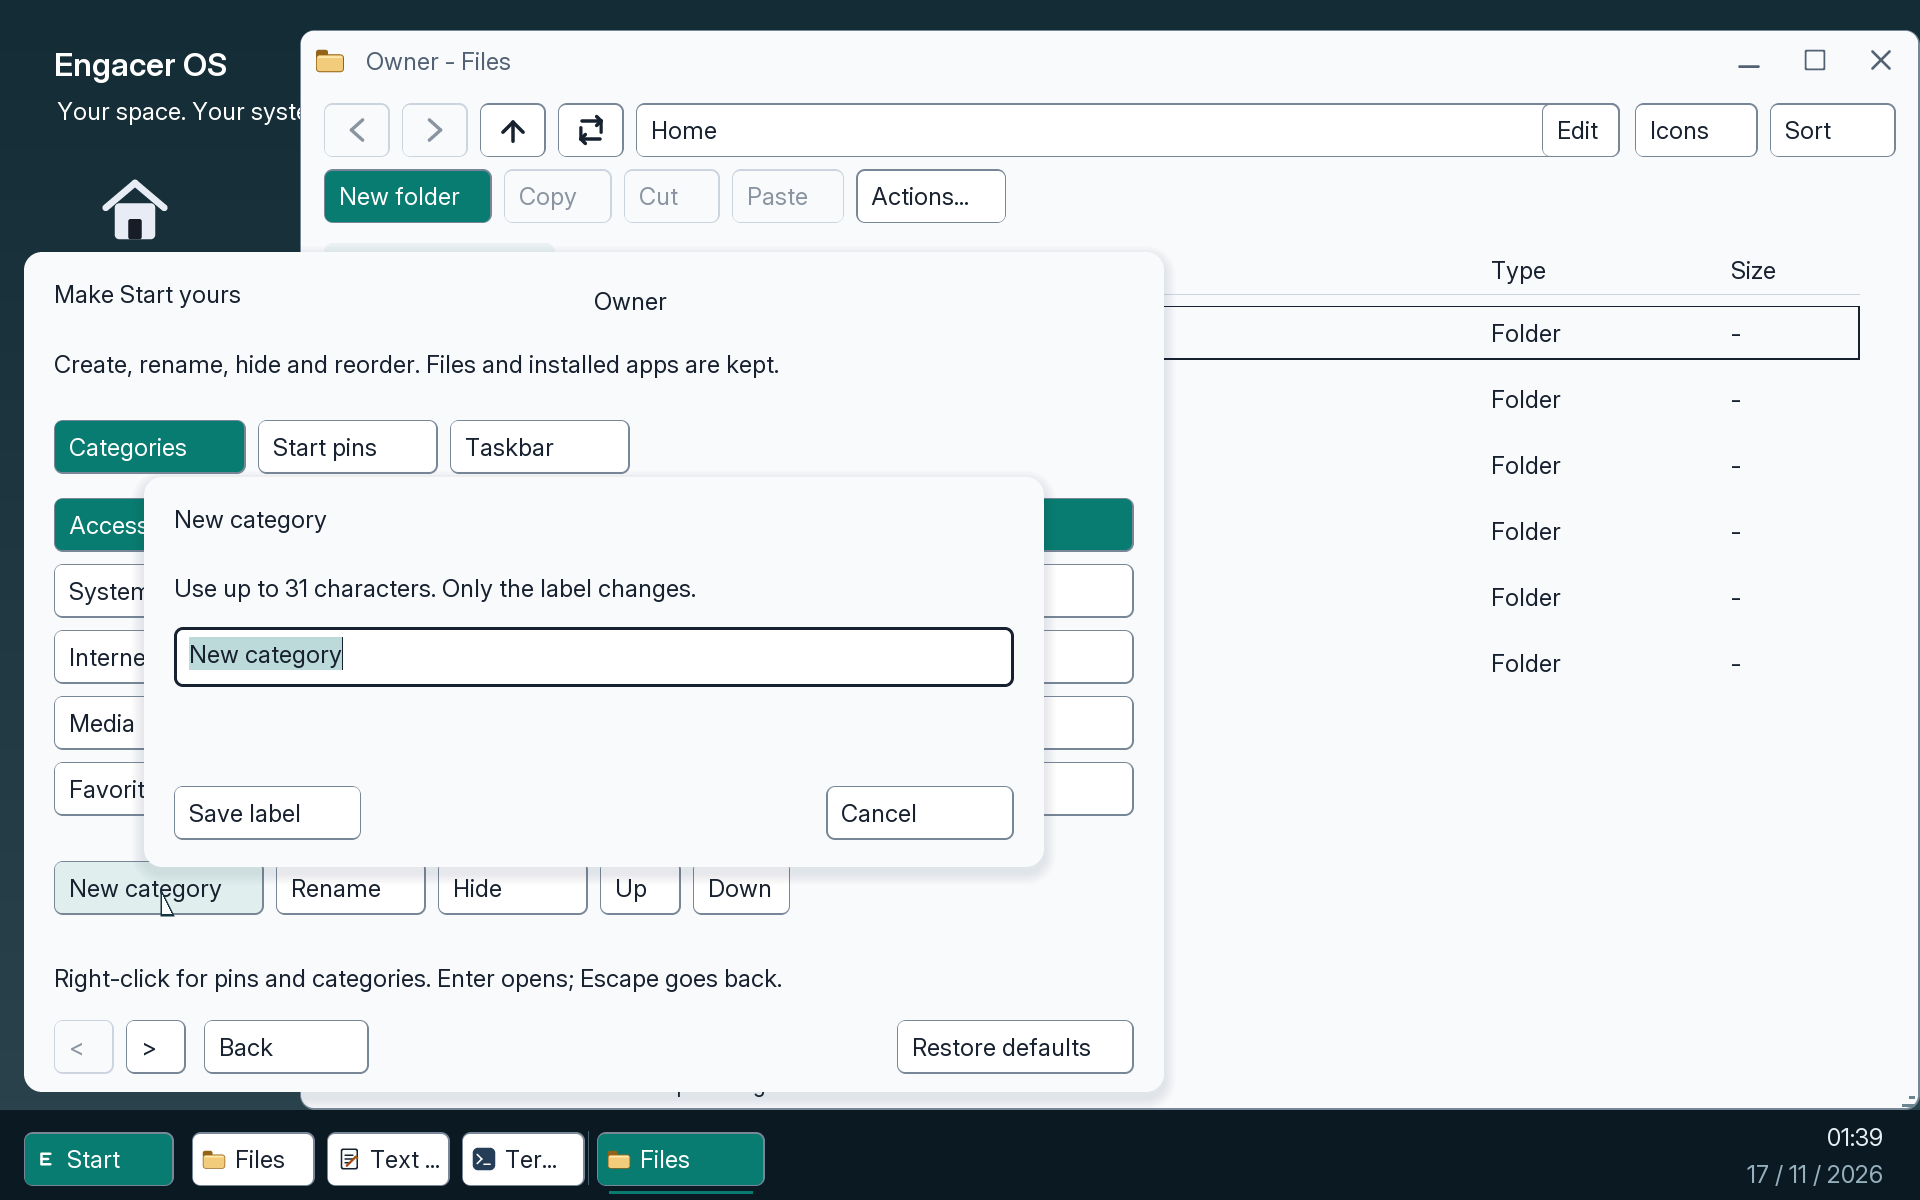 Engacer OS
Your space. Your syste
Owner - Files
Home
Edit
Icons
Sort
New folder
Copy
Cut
Paste
Actions...
Type
Size
Folder -
Folder -
Folder -
Folder -
Folder -
Folder -
Make Start yours
Owner
Create, rename, hide and reorder. Files and installed apps are kept.
Categories
Start pins
Taskbar
Access
System
Interne
Media
Favorit
New category
Use up to 31 characters. Only the label changes.
New category
Save label
Cancel
New category
Rename
Hide
Up
Down
Right-click for pins and categories. Enter opens; Escape goes back.
<
>
Back
Restore defaults
E Start
Files
Text ...
Ter...
Files
01:39
17 / 11 / 2026